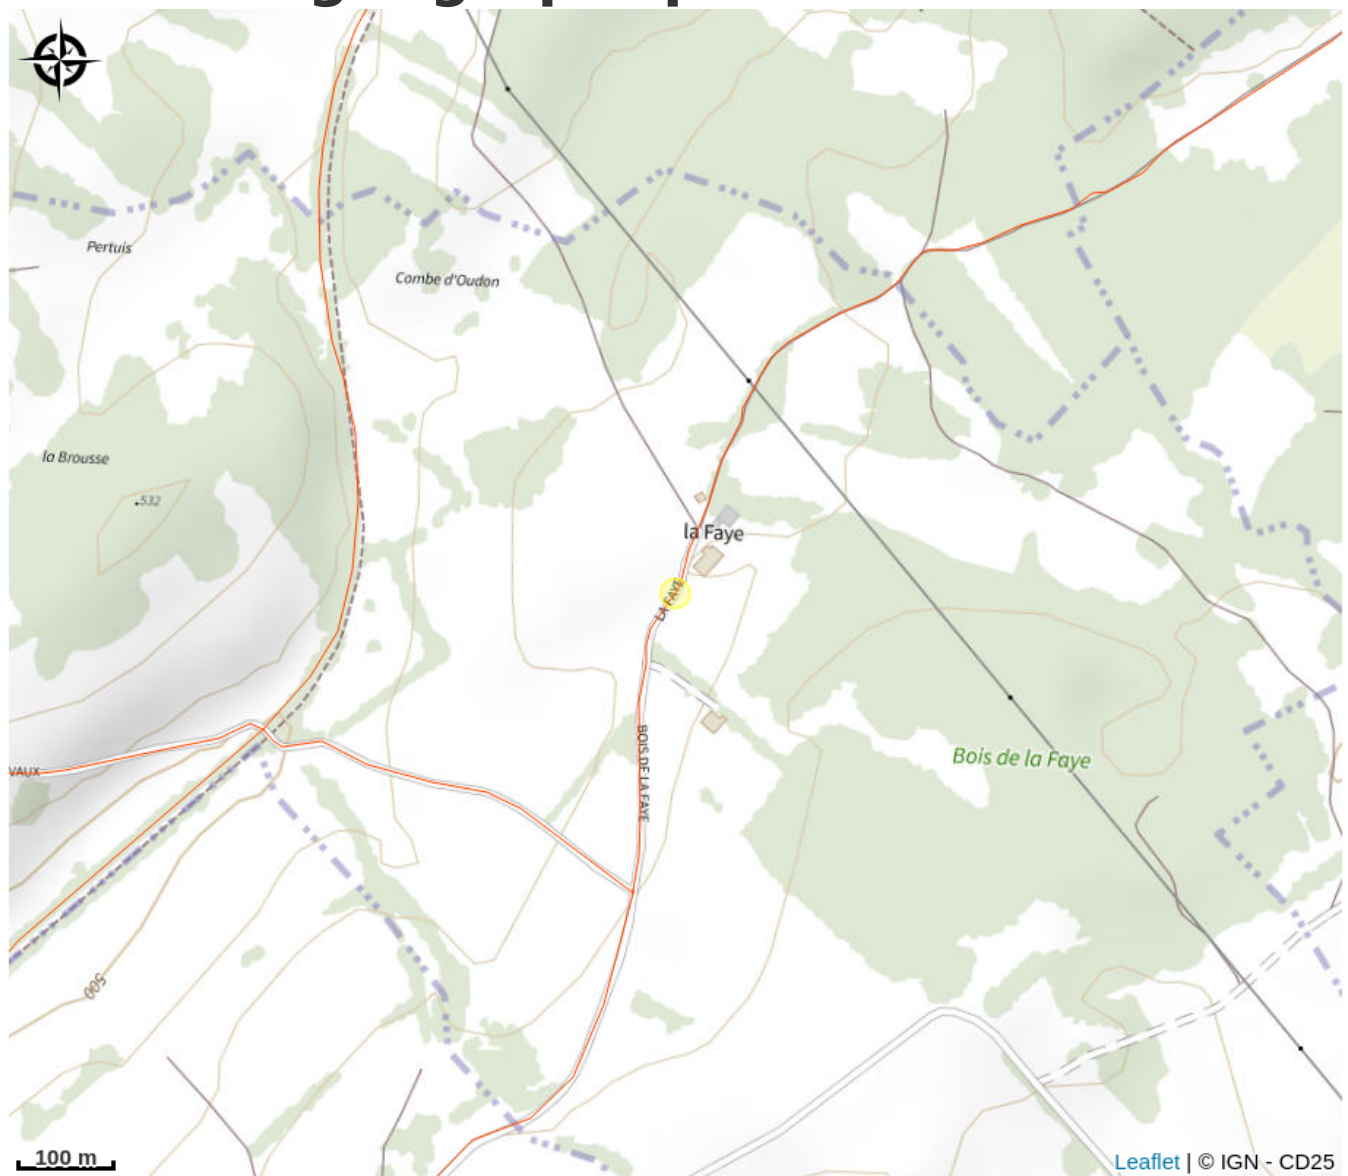 Pertuis
Combe d'Oudon
la Brousse
532
la Faye
LA FAYE
BOIS DE LA FAYE
Bois de la Faye
VAUX
500
100 m
Leaflet | © IGN - CD25